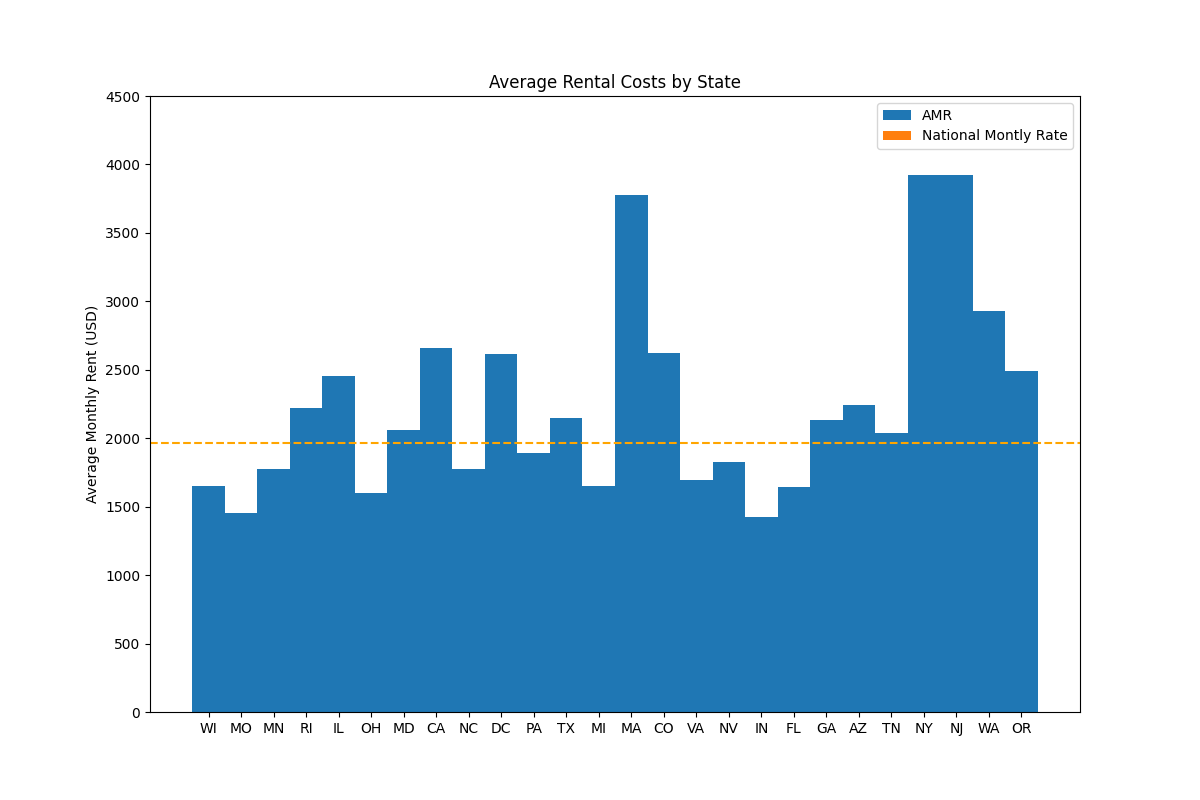 Average Rental Costs by State
AMR
National Montly Rate
Average Monthly Rent (USD)
4500
4000
3500
3000
2500
2000
1500
1000
500
0
WI MO MN RI IL OH MD CA NC DC PA TX MI MA CO VA NV IN FL GA AZ TN NY NJ WA OR